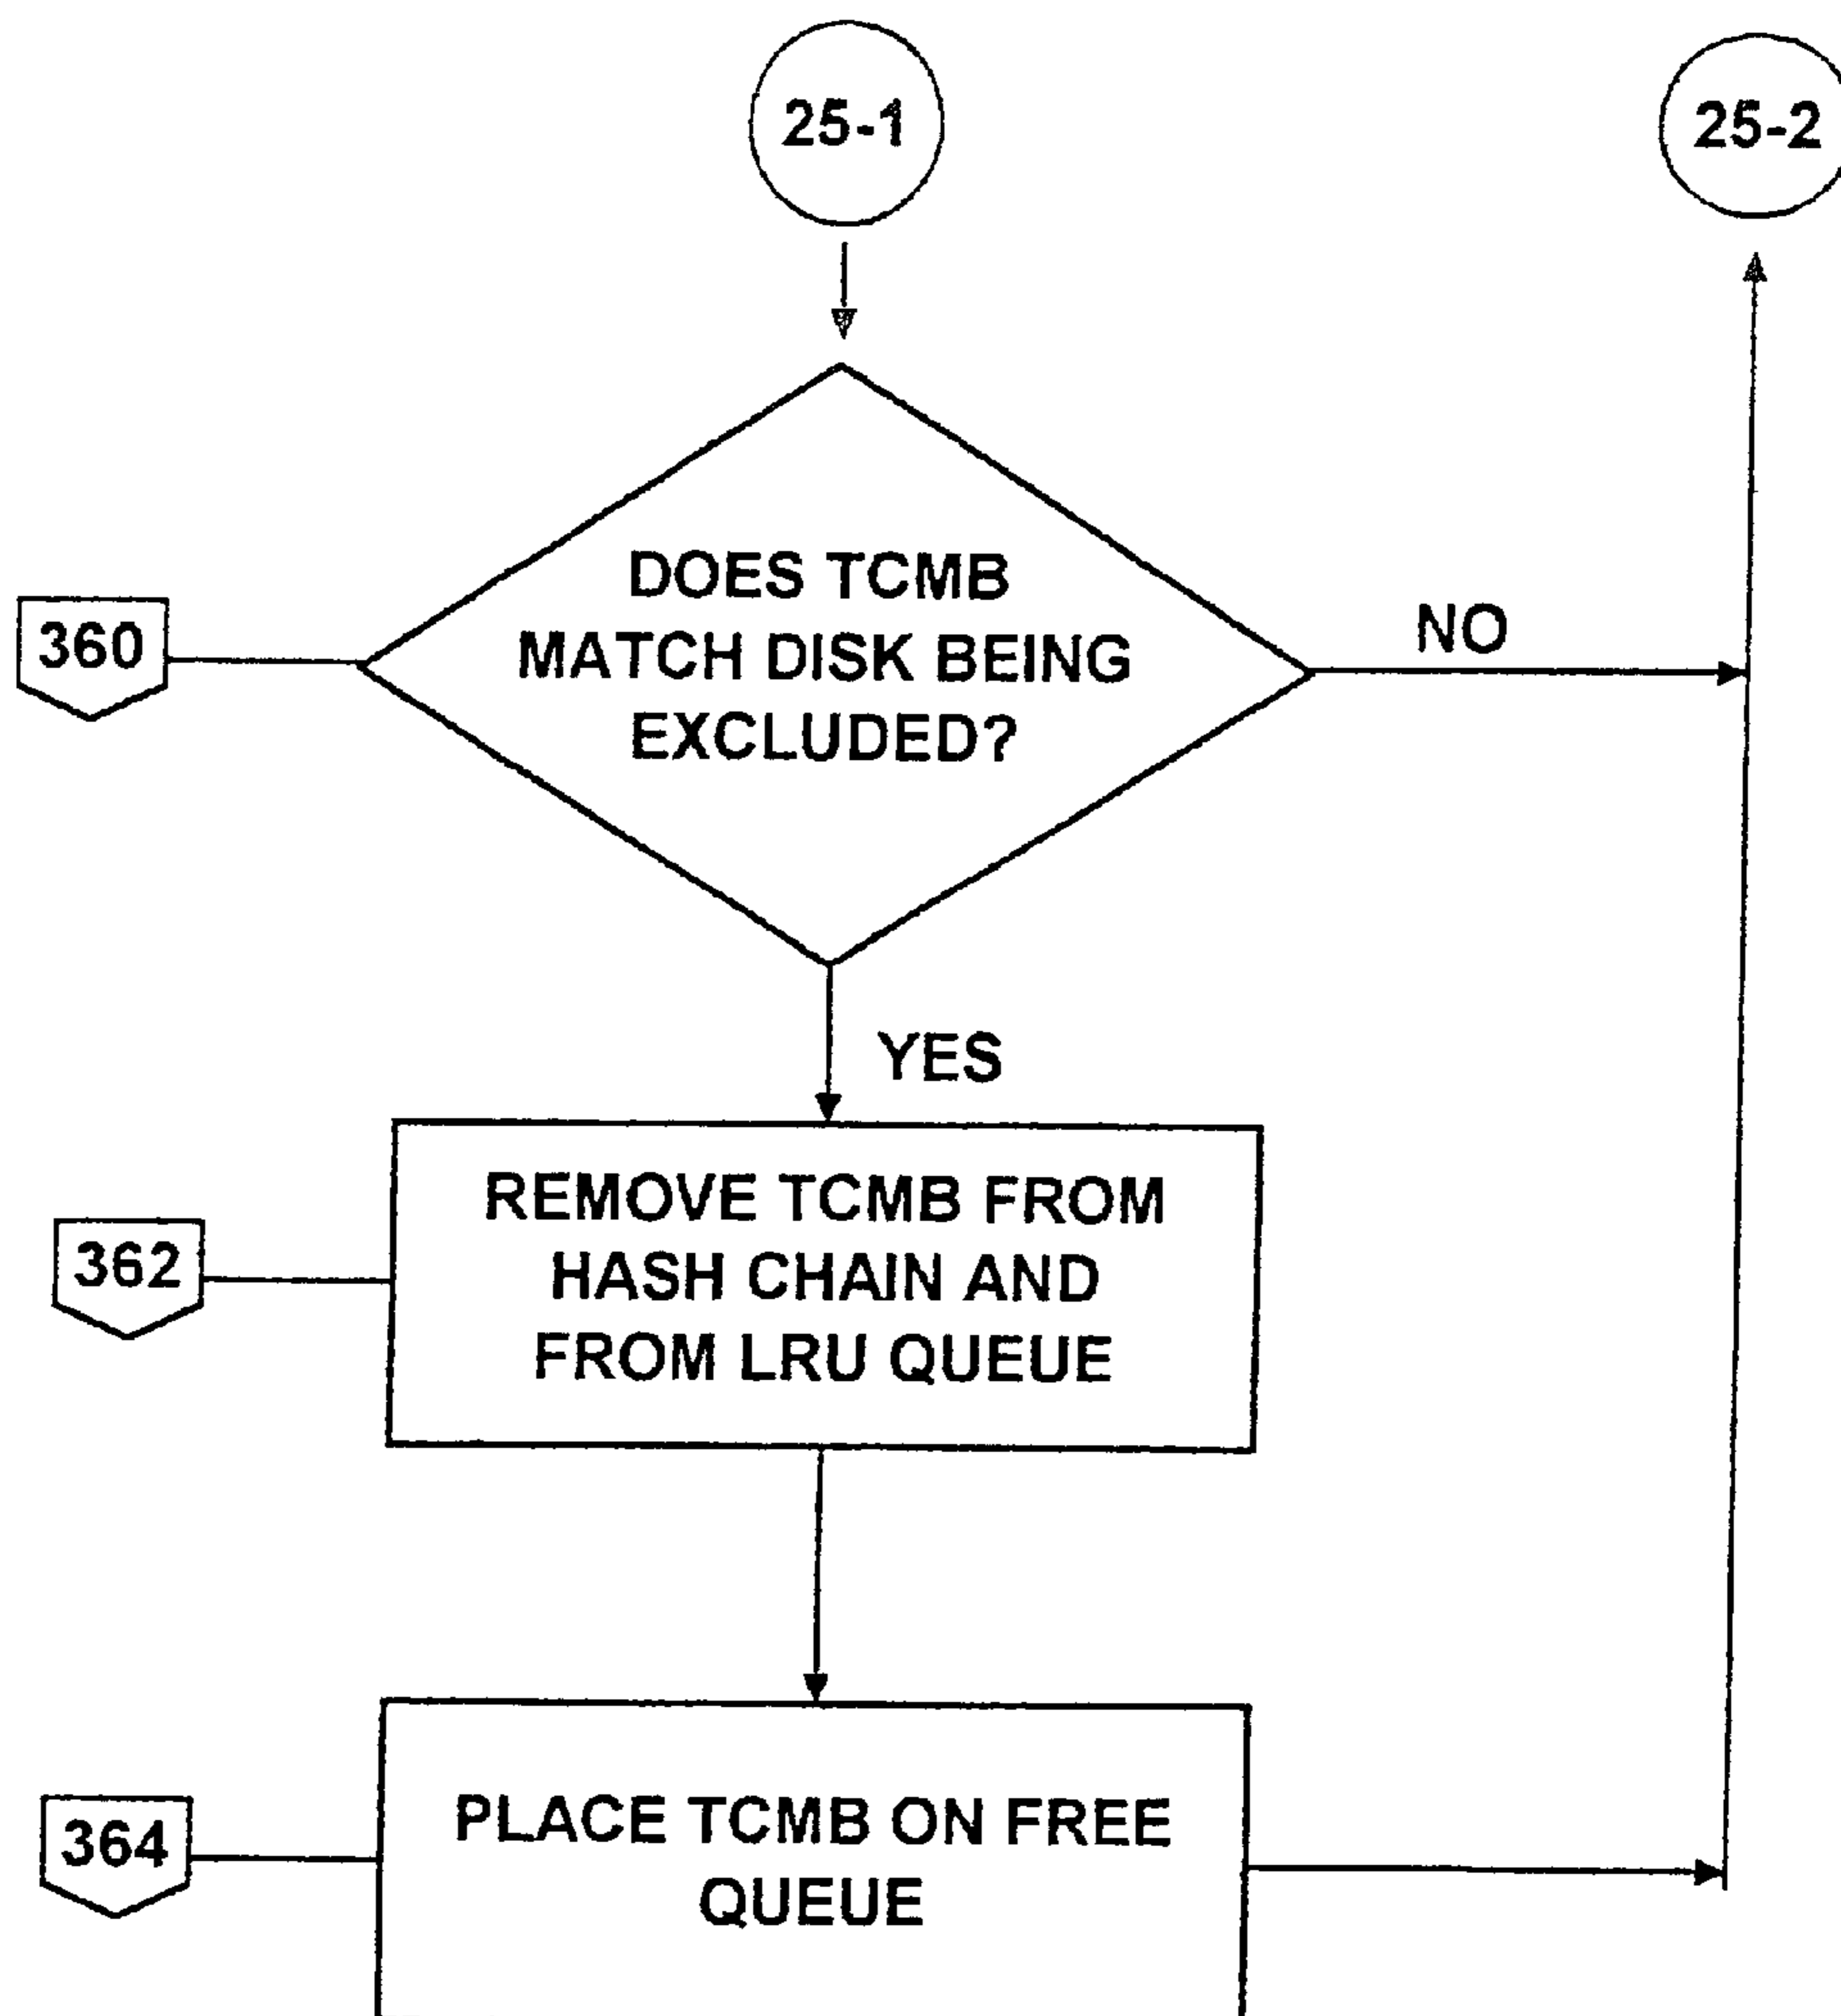 25-1
25-2
360
DOES TCMB
MATCH DISK BEING
EXCLUDED?
NO
YES
362
REMOVE TCMB FROM
HASH CHAIN AND
FROM LRU QUEUE
364
PLACE TCMB ON FREE
QUEUE